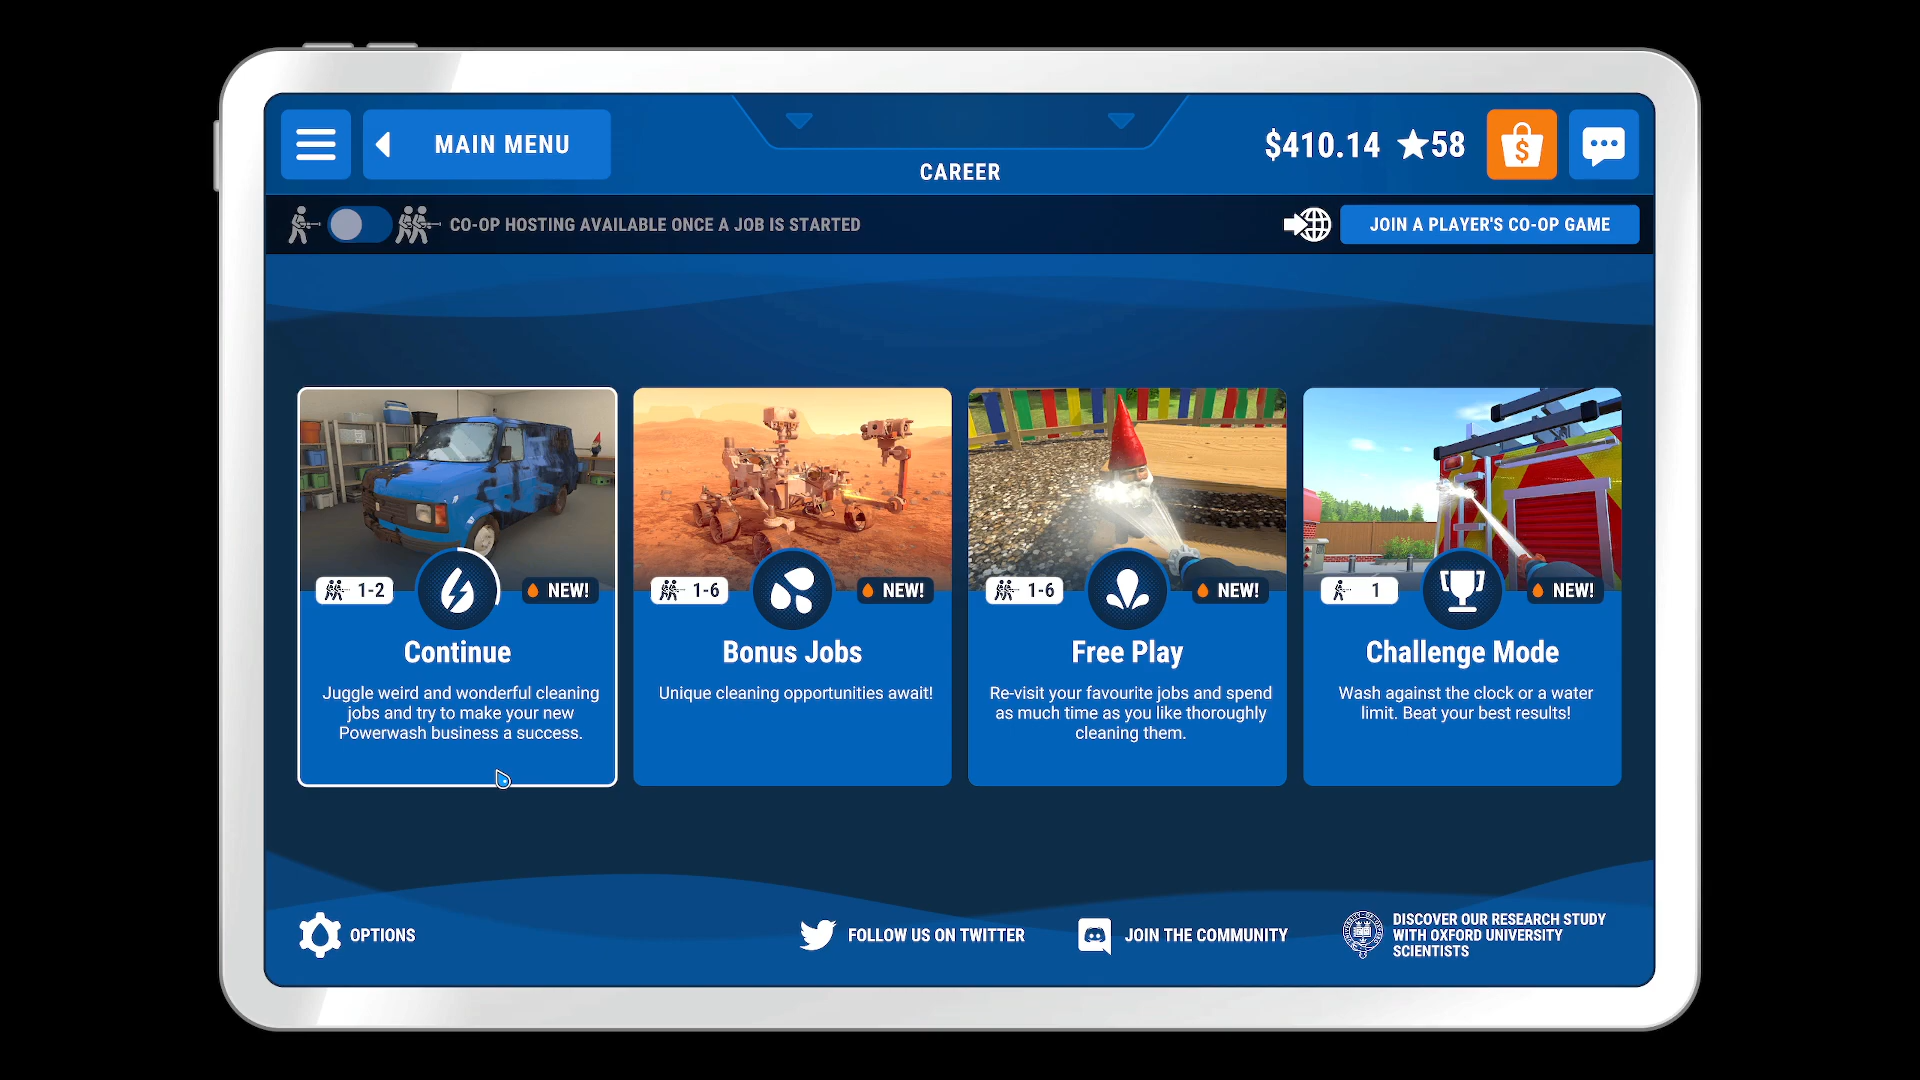 MAIN MENU
CAREER
$410.14 58
$
CO-OP HOSTING AVAILABLE ONCE A JOB IS STARTED
JOIN A PLAYER'S CO-OP GAME
1-2
NEW!
Continue
Juggle weird and wonderful cleaning
jobs and try to make your new
Powerwash business a success.
1-6
NEW!
Bonus Jobs
Unique cleaning opportunities await!
1-6
NEW!
Free Play
Re-visit your favourite jobs and spend
as much time as you like thoroughly
cleaning them.
1
NEW!
Challenge Mode
Wash against the clock or a water
limit. Beat your best results!
OPTIONS
FOLLOW US ON TWITTER
JOIN THE COMMUNITY
DISCOVER OUR RESEARCH STUDY
WITH OXFORD UNIVERSITY
SCIENTISTS